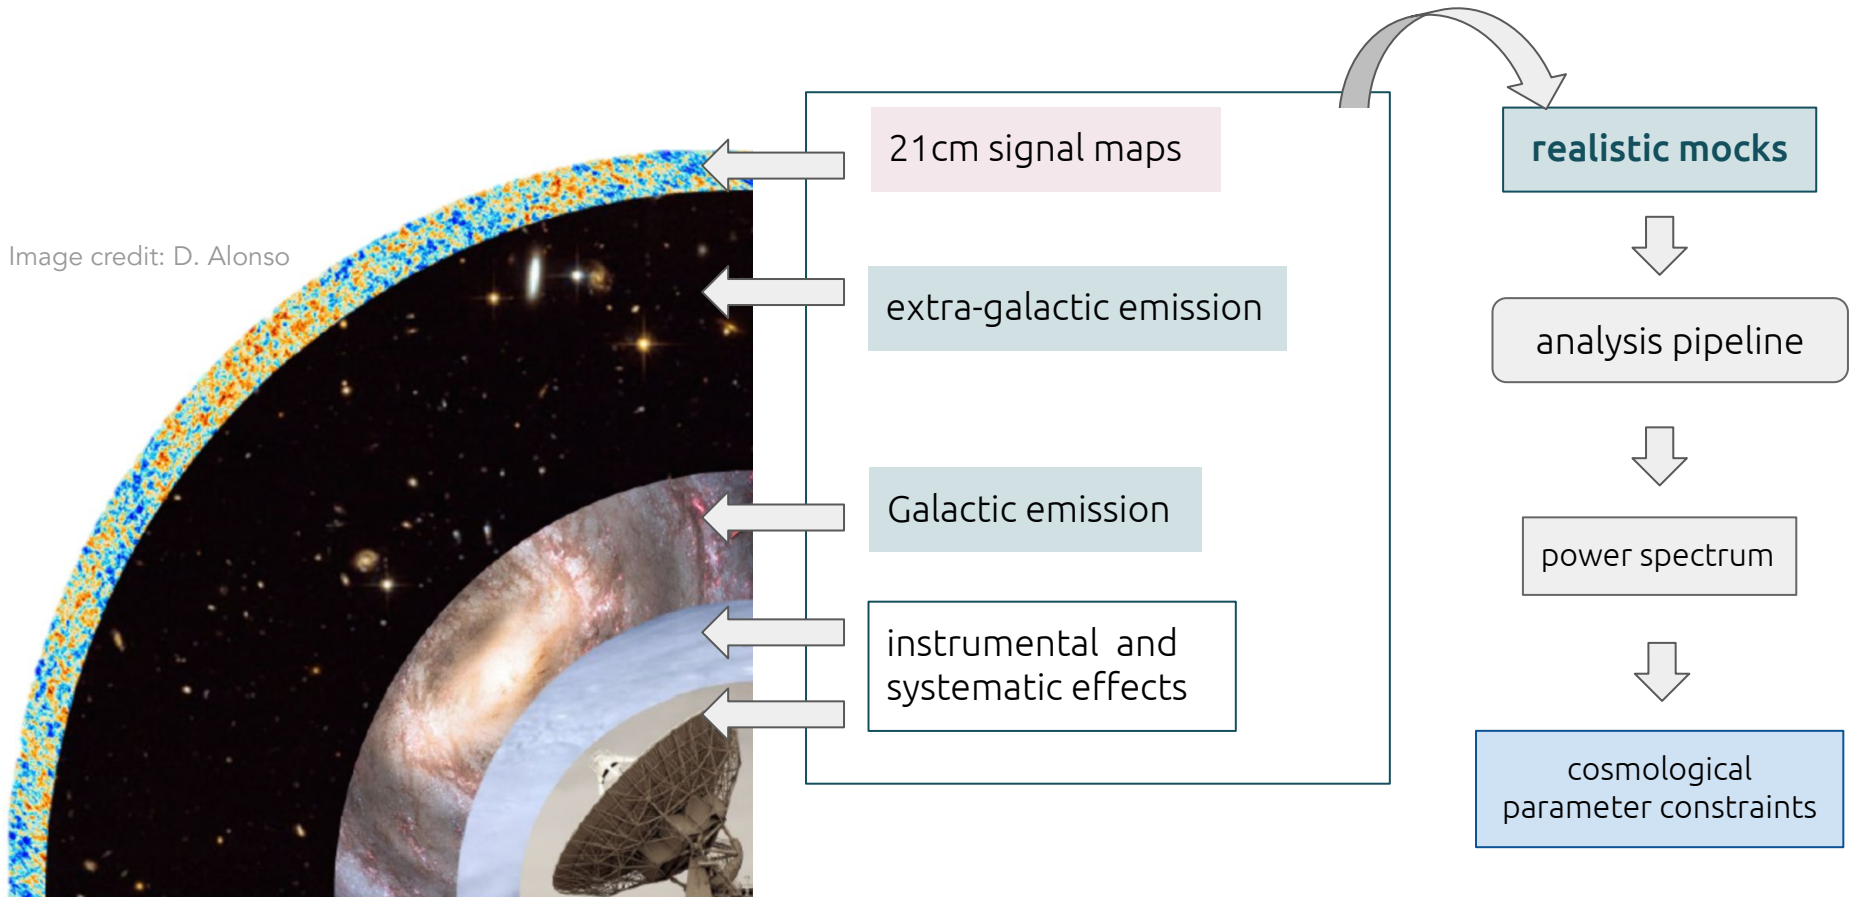 21cm signal maps
realistic mocks
Image credit: D. Alonso
extra-galactic emission
analysis pipeline
Galactic emission
power spectrum
instrumental and
systematic effects
cosmological
parameter constraints